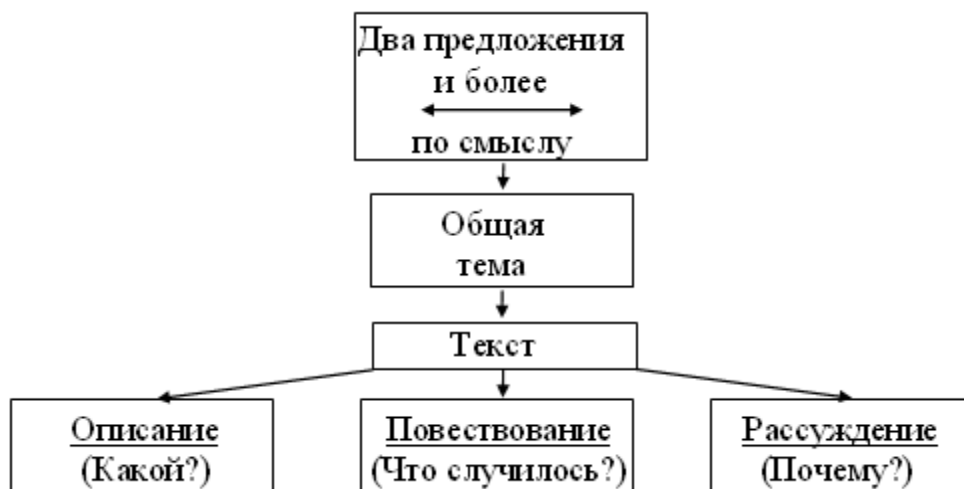 Два предложения
и более
по смыслу
Общая
тема
Текст
Описание
(Какой?)
Повествование
(Что случилось?)
Рассуждение
(Почему?)